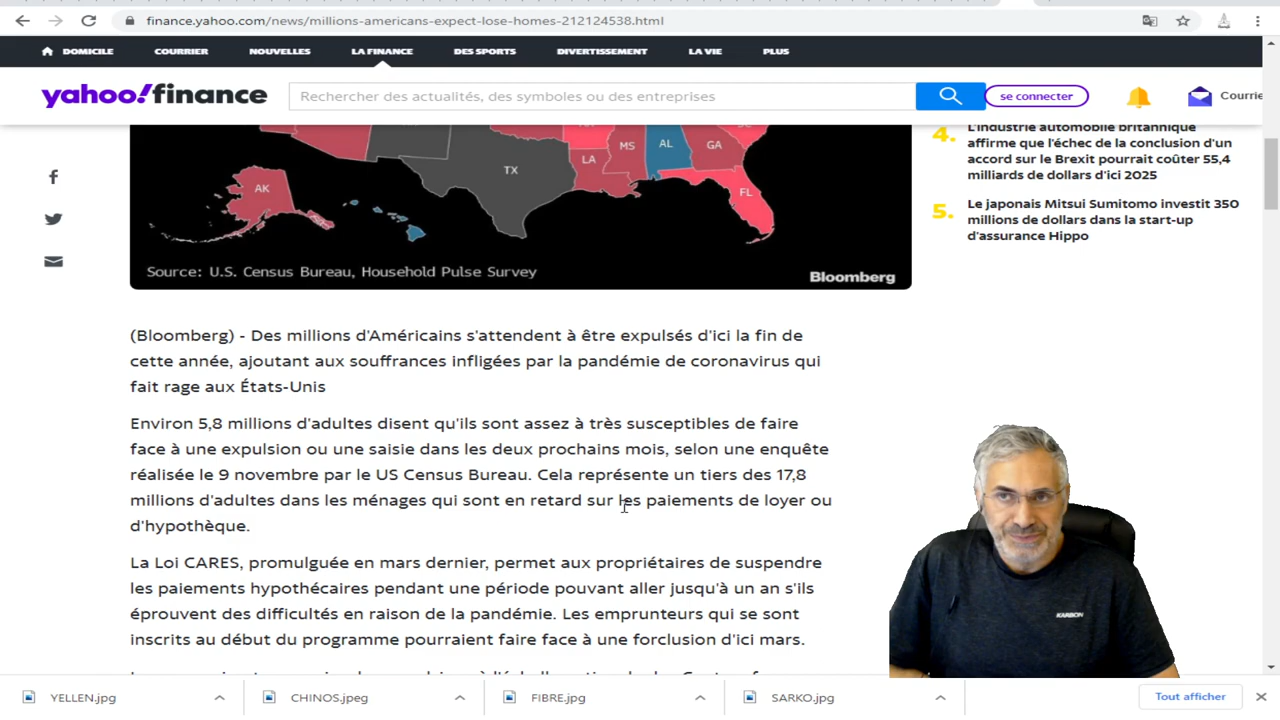 finance.yahoo.com/news/millions-americans-expect-lose-homes-212124538.html
DOMICILE COURRIER NOUVELLES LA FINANCE DES SPORTS DIVERTISSEMENT LA VIE PLUS
yahoo!finance
Rechercher des actualités, des symboles ou des entreprises
se connecter
Courrie
MS AL GA
LA
TX
AK
FL
Source: U.S. Census Bureau, Household Pulse Survey
Bloomberg
4. L'industrie automobile britannique
affirme que l'échec de la conclusion d'un
accord sur le Brexit pourrait coûter 55,4
milliards de dollars d'ici 2025
5. Le japonais Mitsui Sumitomo investit 350
millions de dollars dans la start-up
d'assurance Hippo
(Bloomberg) - Des millions d'Américains s'attendent à être expulsés d'ici la fin de
cette année, ajoutant aux souffrances infligées par la pandémie de coronavirus qui
fait rage aux États-Unis
Environ 5,8 millions d'adultes disent qu'ils sont assez à très susceptibles de faire
face à une expulsion ou une saisie dans les deux prochains mois, selon une enquête
réalisée le 9 novembre par le US Census Bureau. Cela représente un tiers des 17,8
millions d'adultes dans les ménages qui sont en retard sur les paiements de loyer ou
d'hypothèque.
La Loi CARES, promulguée en mars dernier, permet aux propriétaires de suspendre
les paiements hypothécaires pendant une période pouvant aller jusqu'à un an s'ils
éprouvent des difficultés en raison de la pandémie. Les emprunteurs qui se sont
inscrits au début du programme pourraient faire face à une forclusion d'ici mars.
KARBON
YELLEN.jpg CHINOS.jpeg FIBRE.jpg SARKO.jpg Tout afficher